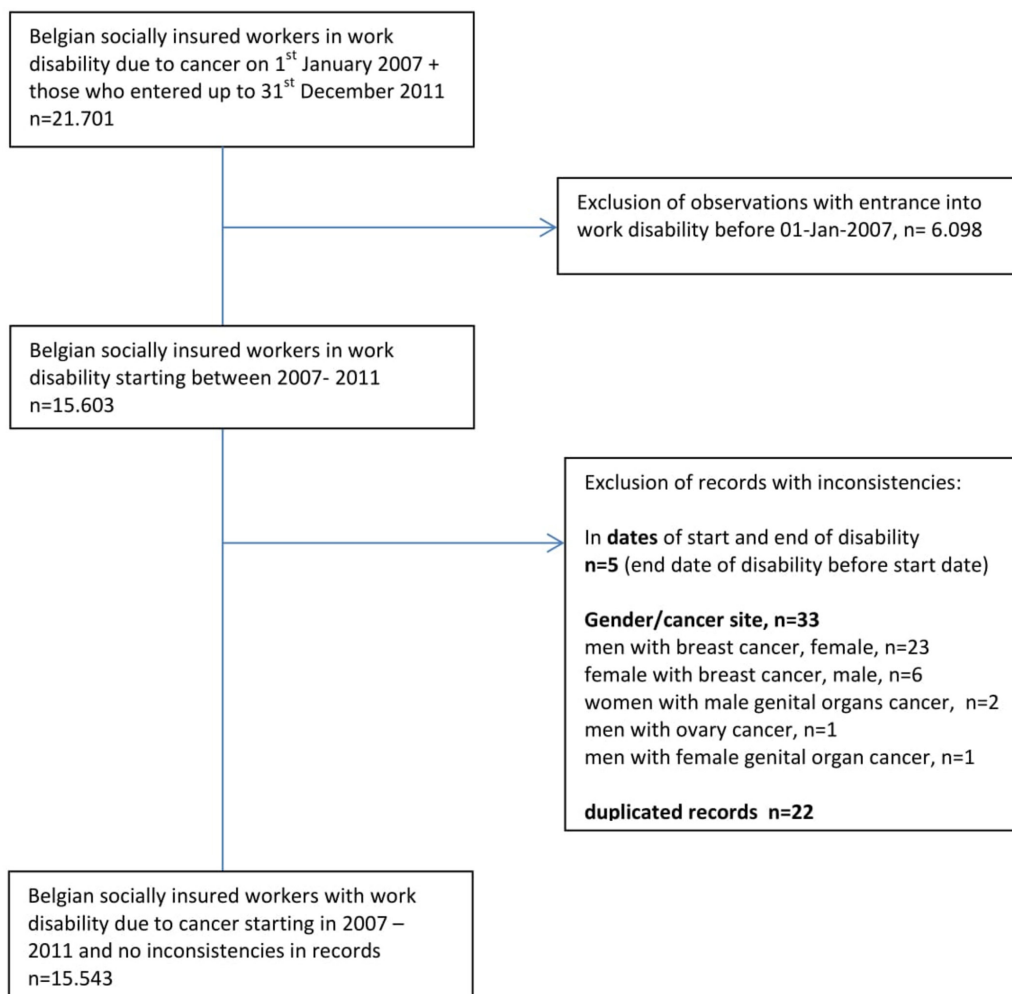 Belgian socially insured workers in work
disability due to cancer on 1st January 2007 +
those who entered up to 31st December 2011
n=21.701
Exclusion of observations with entrance into
work disability before 01-Jan-2007, n= 6.098
Belgian socially insured workers in work
disability starting between 2007- 2011
n=15.603
Exclusion of records with inconsistencies:
In dates of start and end of disability
n=5 (end date of disability before start date)
Gender/cancer site, n=33
men with breast cancer, female, n=23
female with breast cancer, male, n=6
women with male genital organs cancer,  n=2
men with ovary cancer, n=1
men with female genital organ cancer, n=1
duplicated records  n=22
Belgian socially insured workers with work
disability due to cancer starting in 2007 –
2011 and no inconsistencies in records
n=15.543